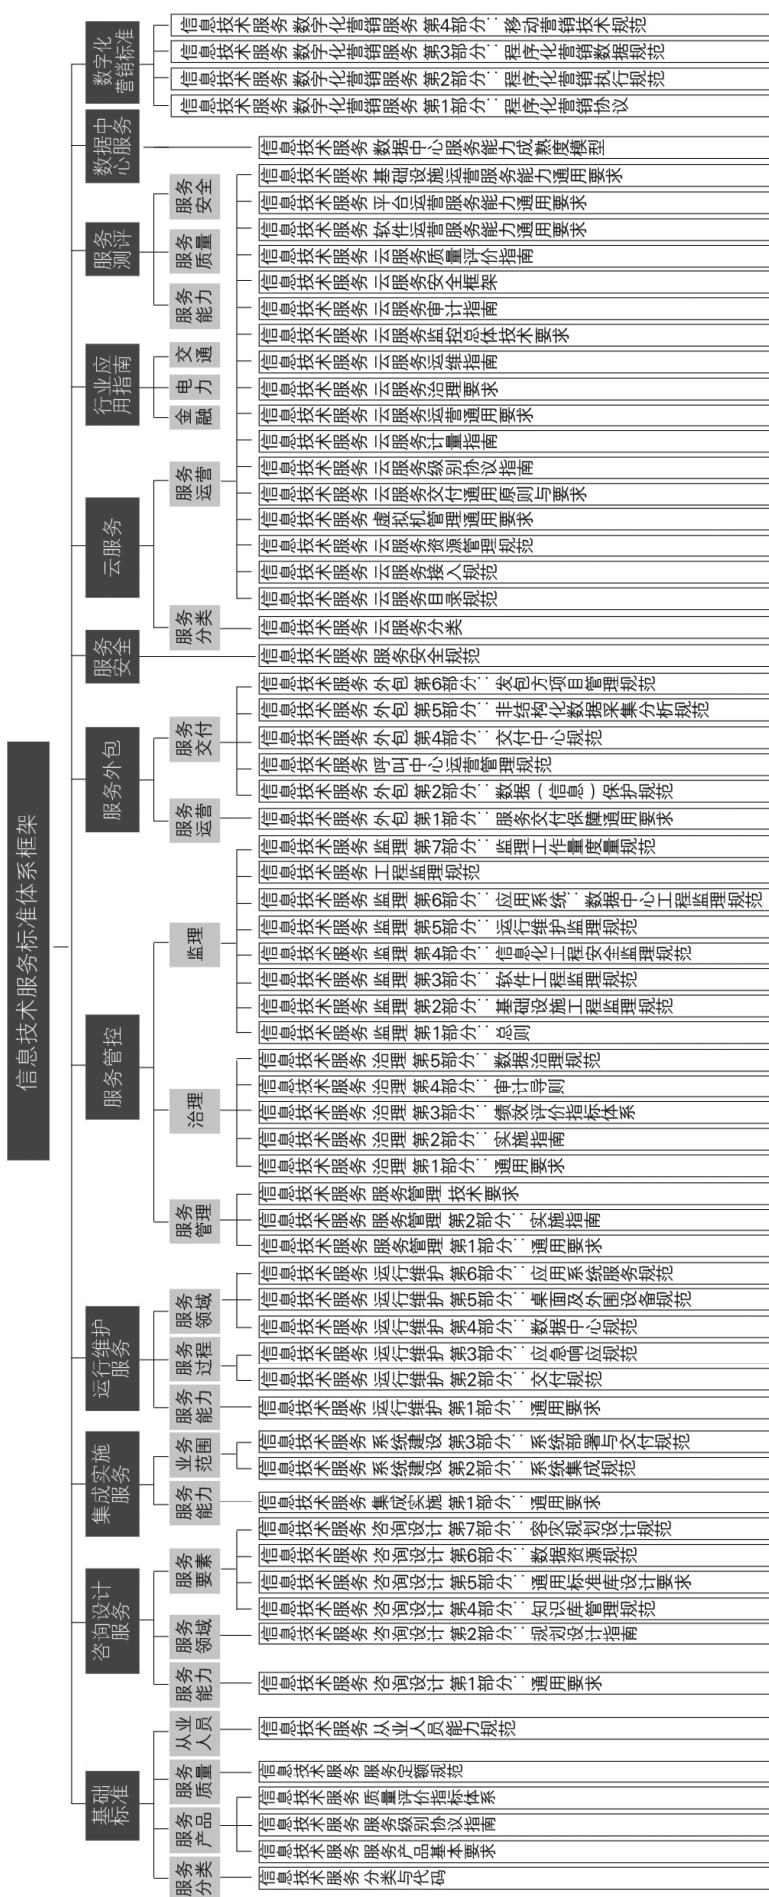 信息技术服务标准体系框架
基础
标准
咨询设计
服务
集成实施
服务
运行维护
服务
服务管控
服务外包
服务
安全
云服务
行业应
用指南
服务
测评
数据中
心服务
数字化
营销标准
服务
分类
服务
产品
服务
质量
从业
人员
服务
能力
服务
领域
服务
要素
服务
能力
业务
范围
服务
能力
服务
过程
服务
领域
服务
管理
治理
监理
服务
运营
服务
交付
服务
分类
服务
运营
金
融
电
力
交
通
服务
能力
服务
质量
服务
安全
信息技术服务 分类与代码
信息技术服务 服务产品基本要求
信息技术服务 服务级别协议指南
信息技术服务 质量评价指标体系
信息技术服务 服务定额规范
信息技术服务 从业人员能力规范
信息技术服务 咨询设计 第1部分：通用要求
信息技术服务 咨询设计 第2部分：规划设计指南
信息技术服务 咨询设计 第4部分：知识库管理规范
信息技术服务 咨询设计 第5部分：通用标准库设计要求
信息技术服务 咨询设计 第6部分：数据资源规范
信息技术服务 咨询设计 第7部分：容灾规划设计规范
信息技术服务 集成实施 第1部分：通用要求
信息技术服务 系统建设 第2部分：系统集成规范
信息技术服务 系统建设 第3部分：系统部署与交付规范
信息技术服务 运行维护 第1部分：通用要求
信息技术服务 运行维护 第2部分：交付规范
信息技术服务 运行维护 第3部分：应急响应规范
信息技术服务 运行维护 第4部分：数据中心规范
信息技术服务 运行维护 第5部分：桌面及外围设备规范
信息技术服务 运行维护 第6部分：应用系统服务规范
信息技术服务 服务管理 第1部分：通用要求
信息技术服务 服务管理 第2部分：实施指南
信息技术服务 服务管理 技术要求
信息技术服务 治理 第1部分：通用要求
信息技术服务 治理 第2部分：实施指南
信息技术服务 治理 第3部分：绩效评价指标体系
信息技术服务 治理 第4部分：审计导则
信息技术服务 治理 第5部分：数据治理规范
信息技术服务 监理 第1部分：总则
信息技术服务 监理 第2部分：基础设施工程监理规范
信息技术服务 监理 第3部分：软件工程监理规范
信息技术服务 监理 第4部分：信息化工程安全监理规范
信息技术服务 监理 第5部分：运行维护监理规范
信息技术服务 监理 第6部分：应用系统：数据中心工程监理规范
信息技术服务 工程监理规范
信息技术服务 监理 第7部分：监理工作量度量规范
信息技术服务 外包 第1部分：服务交付保障通用要求
信息技术服务 外包 第2部分：数据（信息）保护规范
信息技术服务 呼叫中心运营管理规范
信息技术服务 外包 第4部分：交付中心规范
信息技术服务 外包 第5部分：非结构化数据采集分析规范
信息技术服务 外包 第6部分：发包方项目管理规范
信息技术服务 服务安全规范
信息技术服务 云服务分类
信息技术服务 云服务目录规范
信息技术服务 云服务接入规范
信息技术服务 云服务资源管理规范
信息技术服务 虚拟机管理通用要求
信息技术服务 云服务交付通用原则与要求
信息技术服务 云服务级别协议指南
信息技术服务 云服务计量指南
信息技术服务 云服务运营通用要求
信息技术服务 云服务治理要求
信息技术服务 云服务运维指南
信息技术服务 云服务监控总体技术要求
信息技术服务 云服务审计指南
信息技术服务 云服务安全框架
信息技术服务 云服务质量评价指南
信息技术服务 软件运营服务能力通用要求
信息技术服务 平台运营服务能力通用要求
信息技术服务 基础设施运营服务能力通用要求
信息技术服务 数据中心服务能力成熟度模型
信息技术服务 数字化营销服务 第1部分：程序化营销协议
信息技术服务 数字化营销服务 第2部分：程序化营销执行规范
信息技术服务 数字化营销服务 第3部分：程序化营销数据规范
信息技术服务 数字化营销服务 第4部分：移动营销技术规范